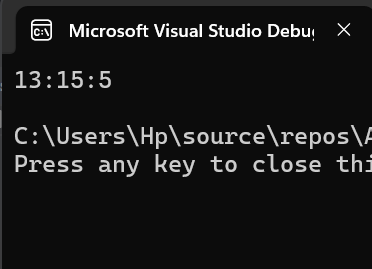 Microsoft Visual Studio Debu
13:15:5
C:\Users\Hp\source\repos\A
Press any key to close thi